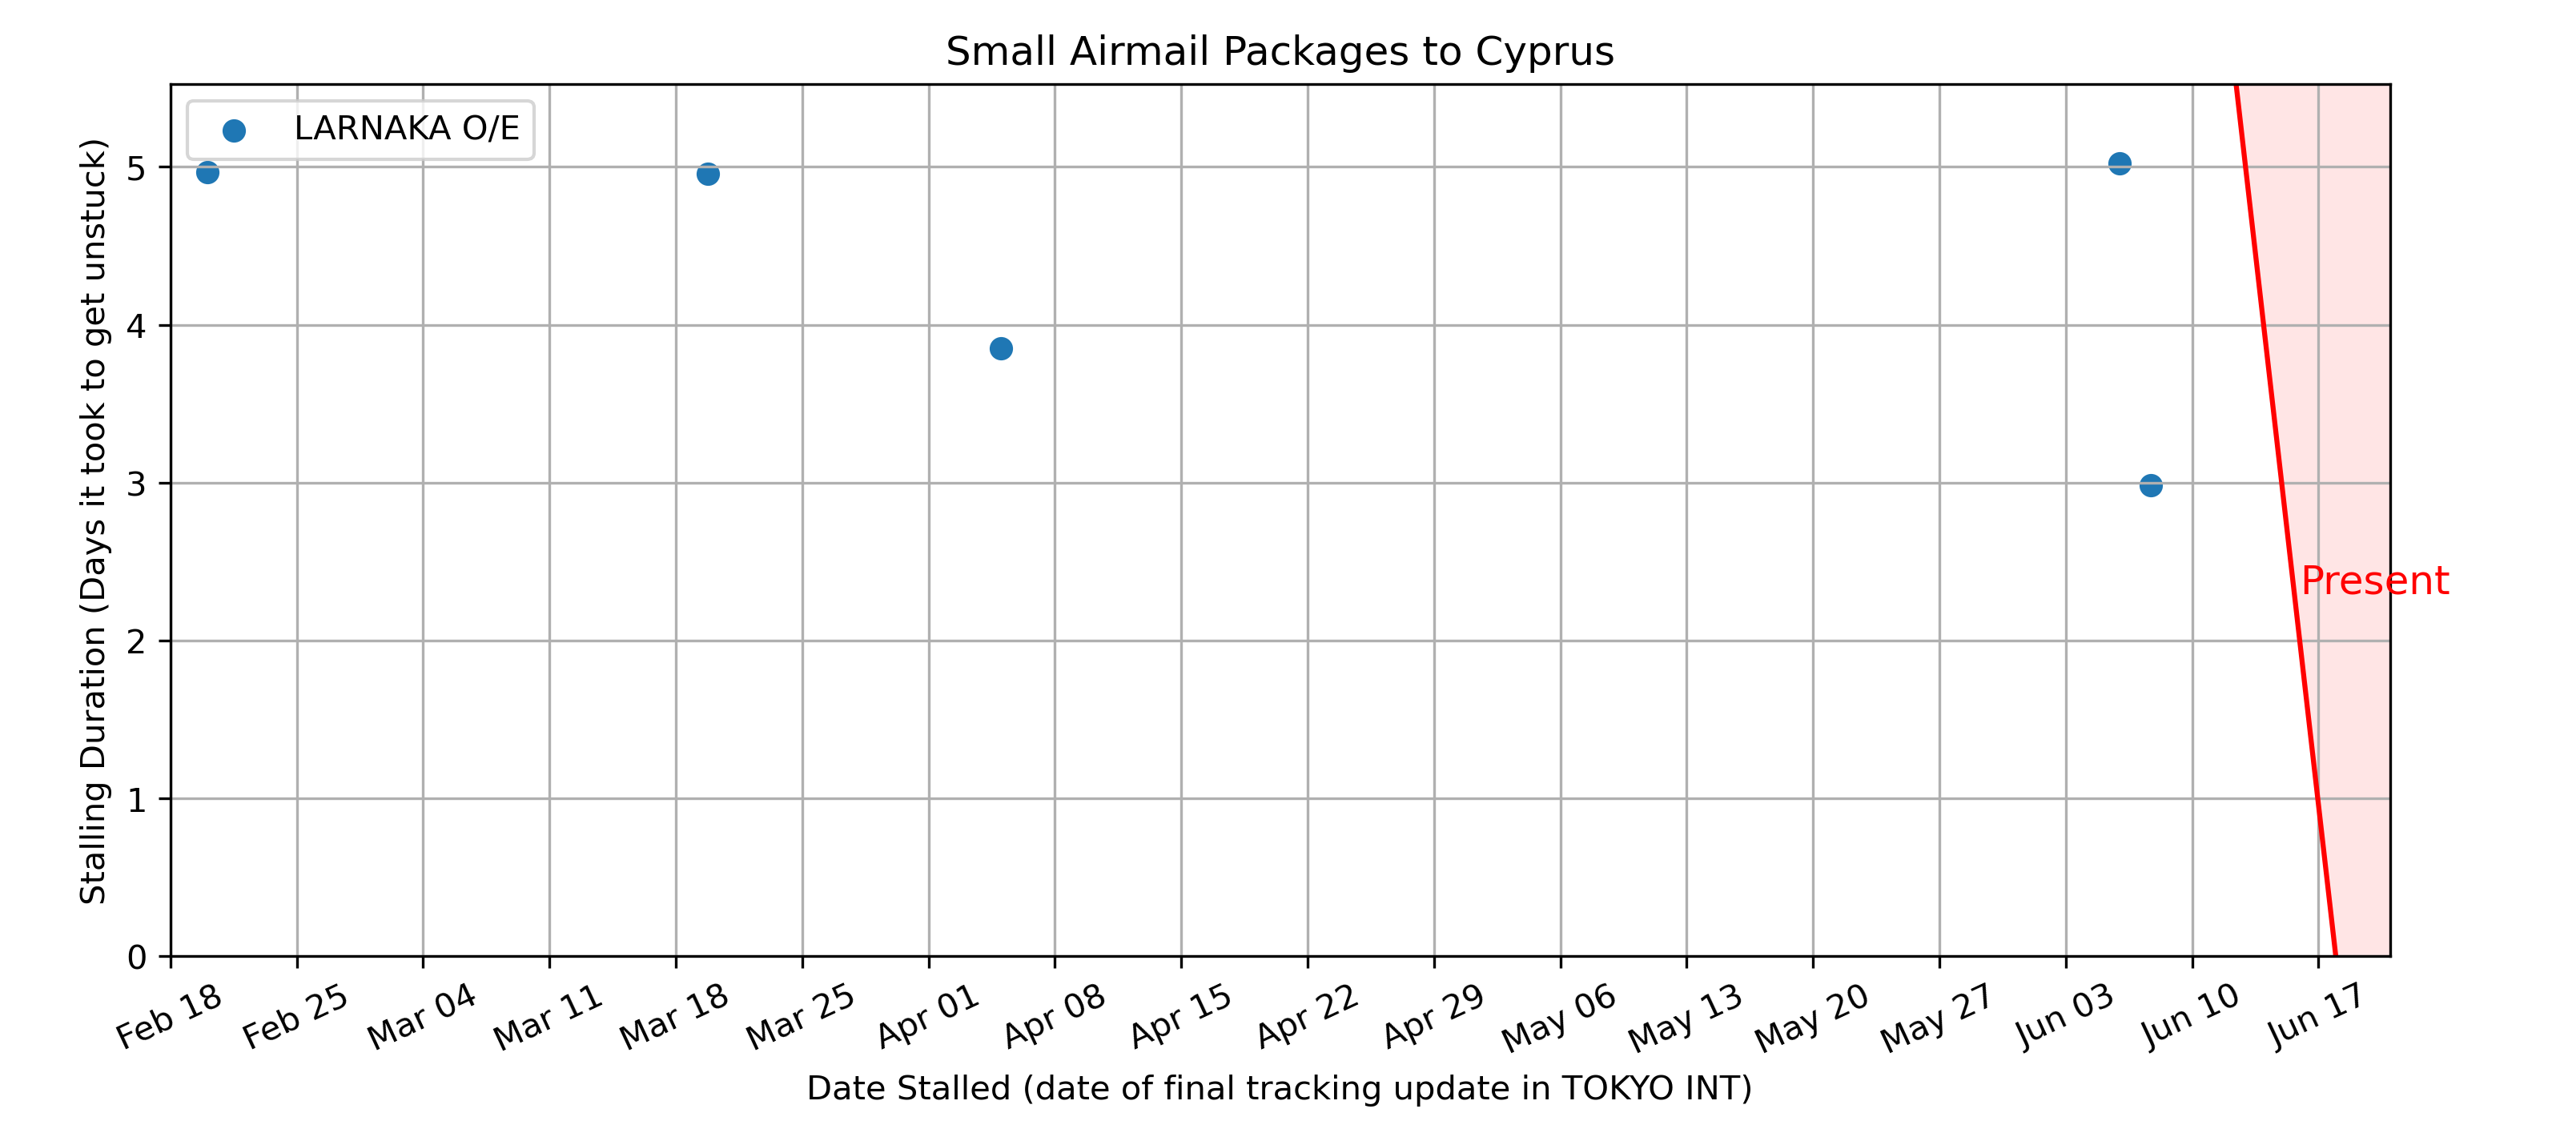 Small Airmail Packages to Cyprus
LARNAKA O/E
Stalling Duration (Days it took to get unstuck)
5
4
3
2
1
0
Present
Feb 18
Feb 25
Mar 04
Mar 11
Mar 18
Mar 25
Apr 01
Apr 08
Apr 15
Apr 22
Apr 29
May 06
May 13
May 20
May 27
Jun 03
Jun 10
Jun 17
Date Stalled (date of final tracking update in TOKYO INT)